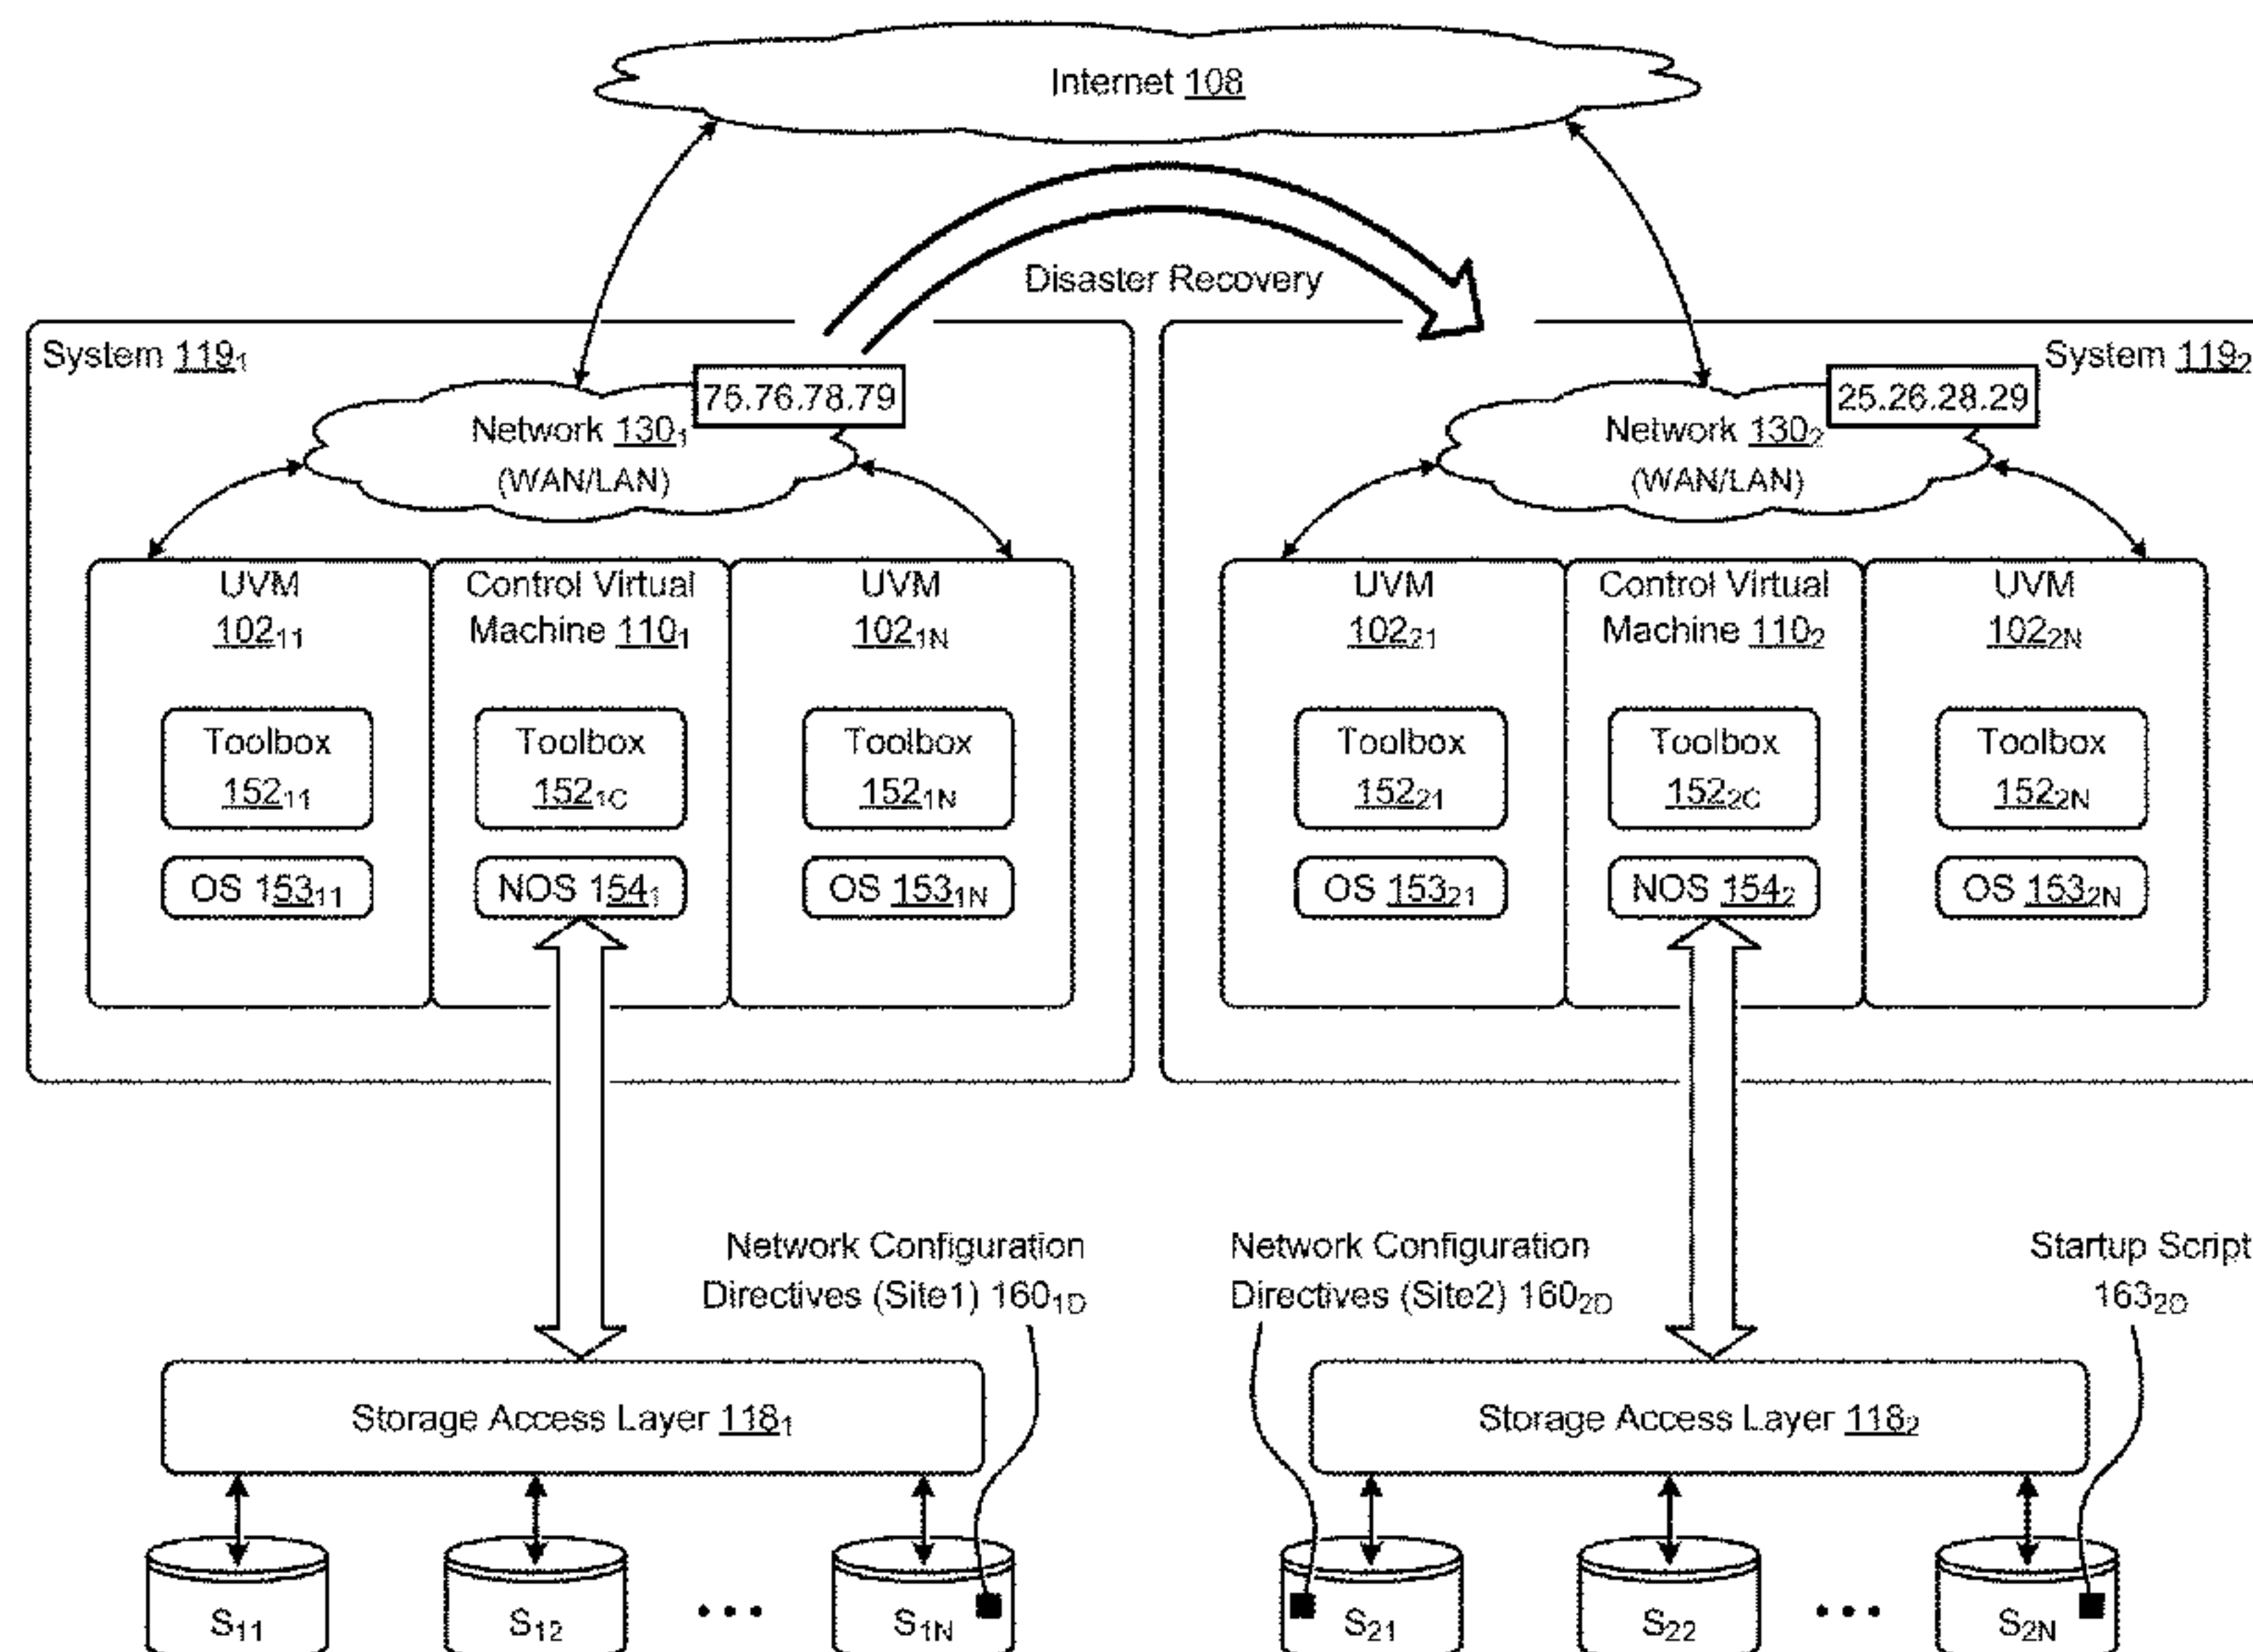 Internet 108
Disaster Recovery
System 119₁
75.76.78.79
Network 130₁
(WAN/LAN)
UVM
102₁₁
Control Virtual
Machine 110₁
UVM
102₁N
Toolbox
152₁₁
Toolbox
152₁C
Toolbox
152₁N
OS 153₁₁
NOS 154₁
OS 153₁N
System 119₂
25.26.28.29
Network 130₂
(WAN/LAN)
UVM
102₂₁
Control Virtual
Machine 110₂
UVM
102₂N
Toolbox
152₂₁
Toolbox
152₂C
Toolbox
152₂N
OS 153₂₁
NOS 154₂
OS 153₂N
Network Configuration
Directives (Site1) 160₁D
Network Configuration
Directives (Site2) 160₂D
Startup Script
163₂D
Storage Access Layer 118₁
Storage Access Layer 118₂
S₁₁
S₁₂
• • •
S₁N
S₂₁
S₂₂
• • •
S₂N